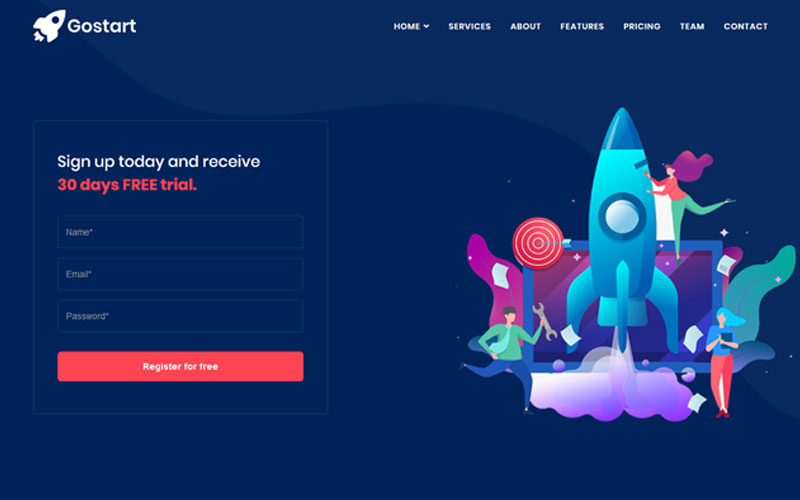 Gostart
HOME SERVICES ABOUT FEATURES PRICING TEAM CONTACT
Sign up today and receive
30 days FREE trial.
Name*
Email*
Password*
Register for free